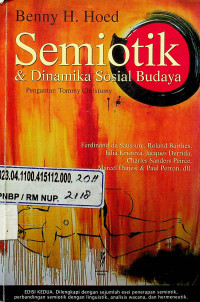 Benny H. Hoed
Semiotik
& Dinamika Sosial Budaya
Pengantar: Tommy Christomy
Ferdinand de Saussure, Roland Barthes,
Julia Kristeva, Jacques Derrida,
Charles Sanders Peirce,
Marcel Danesi & Paul Perron, dll.
023.04.1100.415112.000. 2011
PNBP / RM NUP. 2118
EDISI KEDUA, Dilengkapi dengan sejumlah esei penerapan semiotik,
perbandingan semiotik dengan linguistik, analisis wacana, dan hermeneutik.